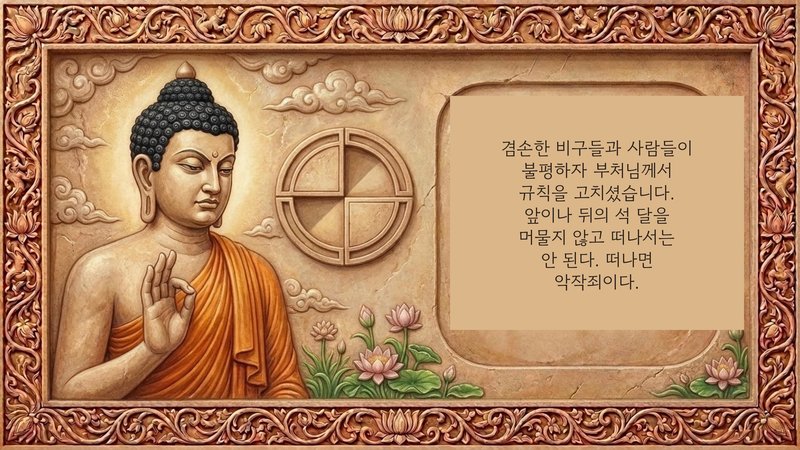 겸손한 비구들과 사람들이
불평하자 부처님께서
규칙을 고치셨습니다.
앞이나 뒤의 석 달을
머물지 않고 떠나서는
안 된다. 떠나면
악작죄이다.